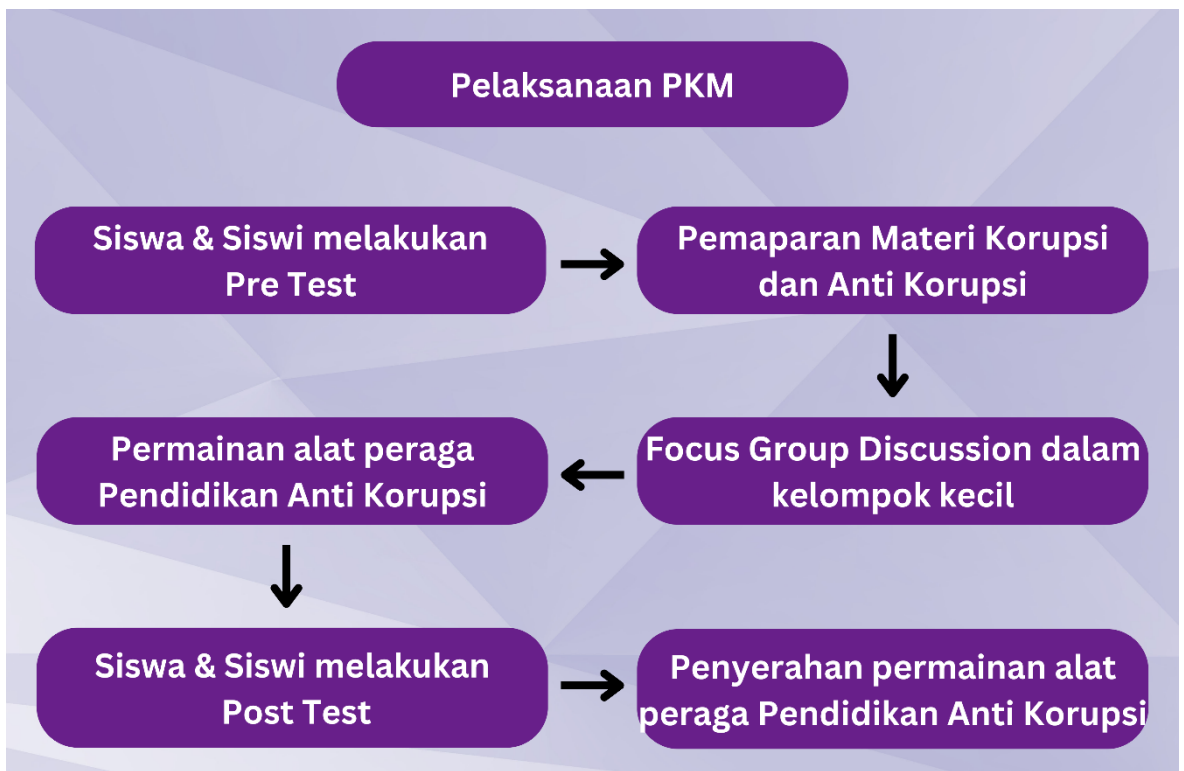 Pelaksanaan PKM
Siswa & Siswi melakukan
Pre Test
Pemaparan Materi Korupsi
dan Anti Korupsi
Focus Group Discussion dalam
kelompok kecil
Permainan alat peraga
Pendidikan Anti Korupsi
Siswa & Siswi melakukan
Post Test
Penyerahan permainan alat
peraga Pendidikan Anti Korupsi